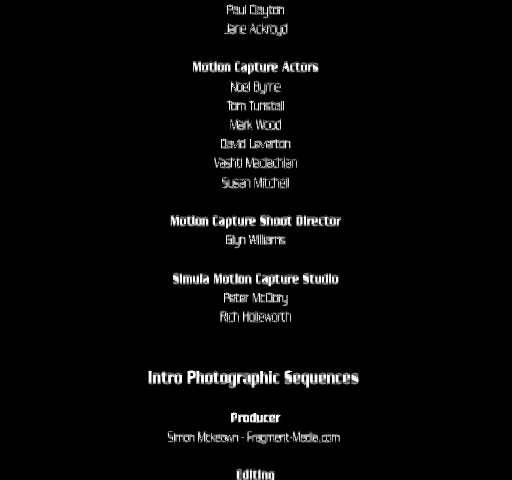 Paul Clayton
Jane Ackroyd
Motion Capture Actors
Noel Byrne
Tom Tunstall
Mark Wood
David Leverton
Vashti Maclachlan
Susan Mitchell
Motion Capture Shoot Director
Glyn Williams
Simula Motion Capture Studio
Peter McClory
Rich Holleworth
Intro Photographic Sequences
Producer
Simon Mckeown - Fragment-Media.com
Editing